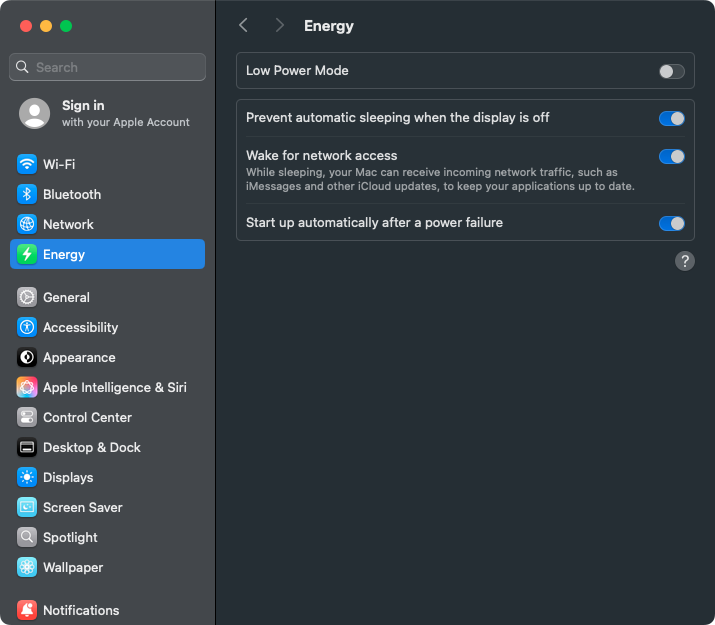 Search
Sign in
with your Apple Account
Wi-Fi
Bluetooth
Network
Energy
General
Accessibility
Appearance
Apple Intelligence & Siri
Control Center
Desktop & Dock
Displays
Screen Saver
Spotlight
Wallpaper
Notifications
Energy
Low Power Mode
Prevent automatic sleeping when the display is off
Wake for network access
While sleeping, your Mac can receive incoming network traffic, such as
iMessages and other iCloud updates, to keep your applications up to date.
Start up automatically after a power failure
?